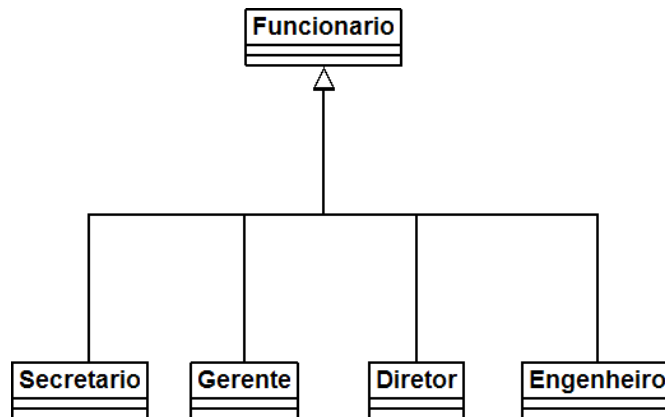 Funcionario
Secretario
Gerente
Diretor
Engenheiro